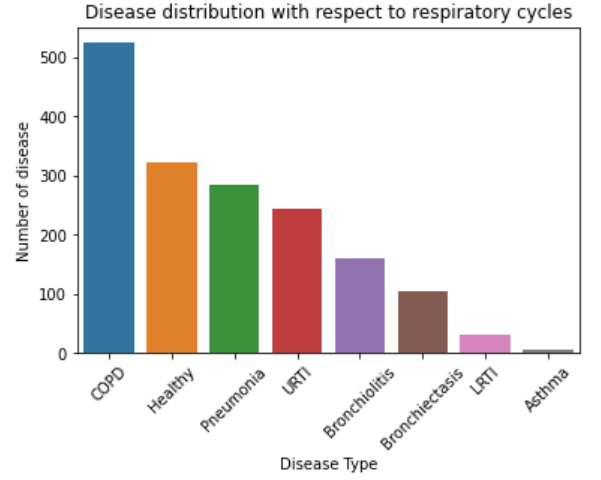 Disease distribution with respect to respiratory cycles
Number of disease
500
400
300
200
100
0
COPD
Healthy
Pneumonia
URTI
Bronchiolitis
Bronchiectasis
LRTI
Asthma
Disease Type